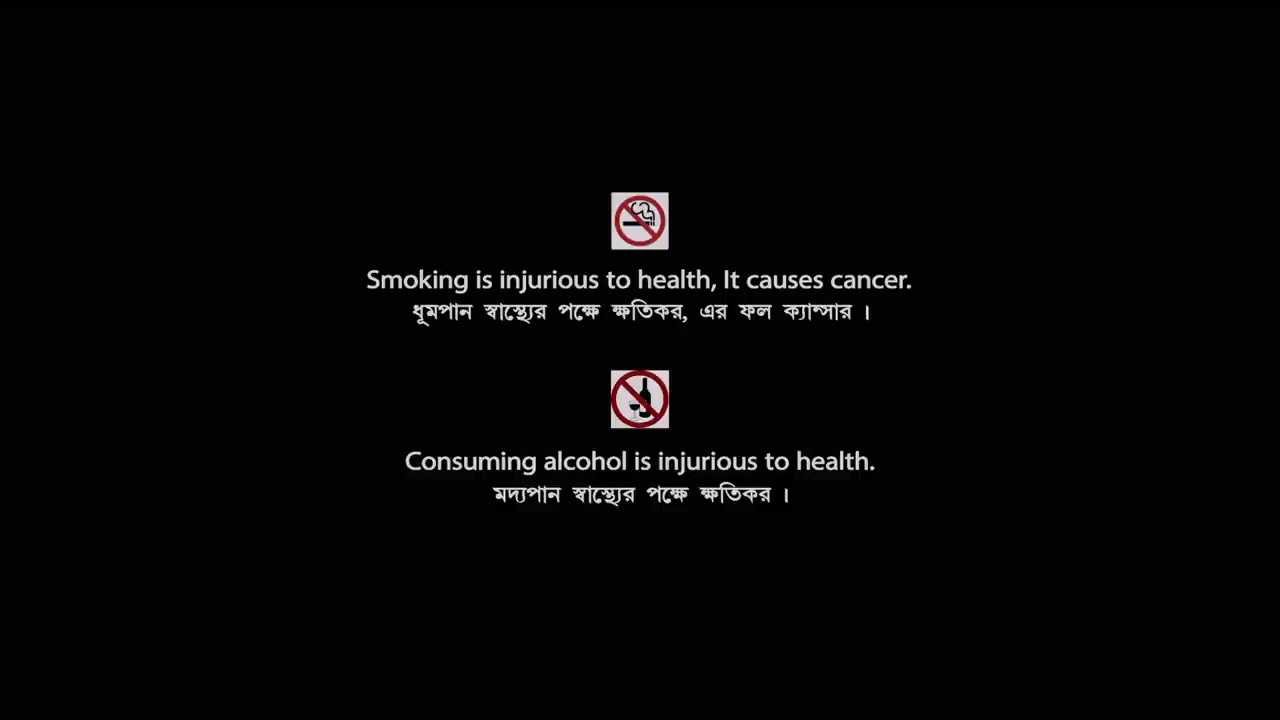 Smoking is injurious to health, It causes cancer.
ধূমপান স্বাস্থ্যের পক্ষে ক্ষতিকর, এর ফল ক্যান্সার ।
Consuming alcohol is injurious to health.
মদ্যপান স্বাস্থ্যের পক্ষে ক্ষতিকর ।